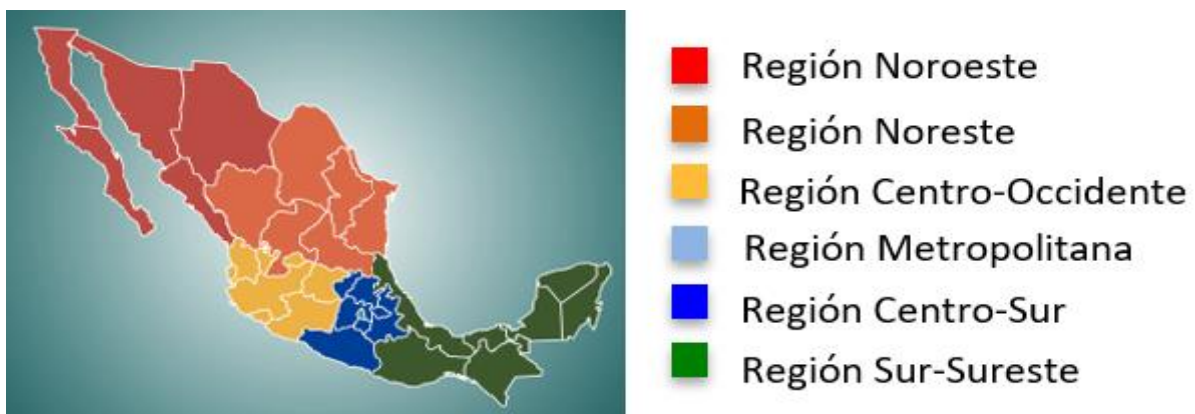 Región Noroeste
Región Noreste
Región Centro-Occidente
Región Metropolitana
Región Centro-Sur
Región Sur-Sureste